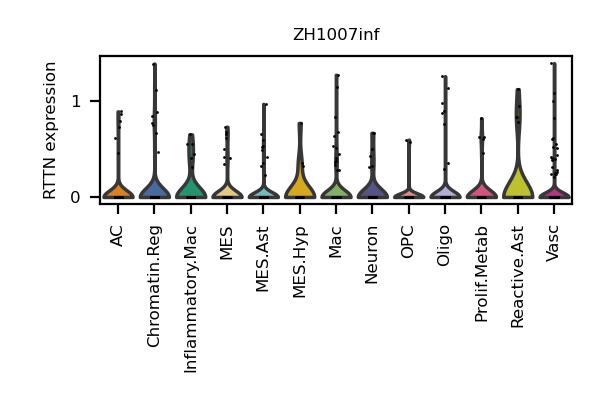 ZH1007inf
RTTN expression
1
0
AC
Chromatin.Reg
Inflammatory.Mac
MES
MES.Ast
MES.Hyp
Mac
Neuron
OPC
Oligo
Prolif.Metab
Reactive.Ast
Vasc